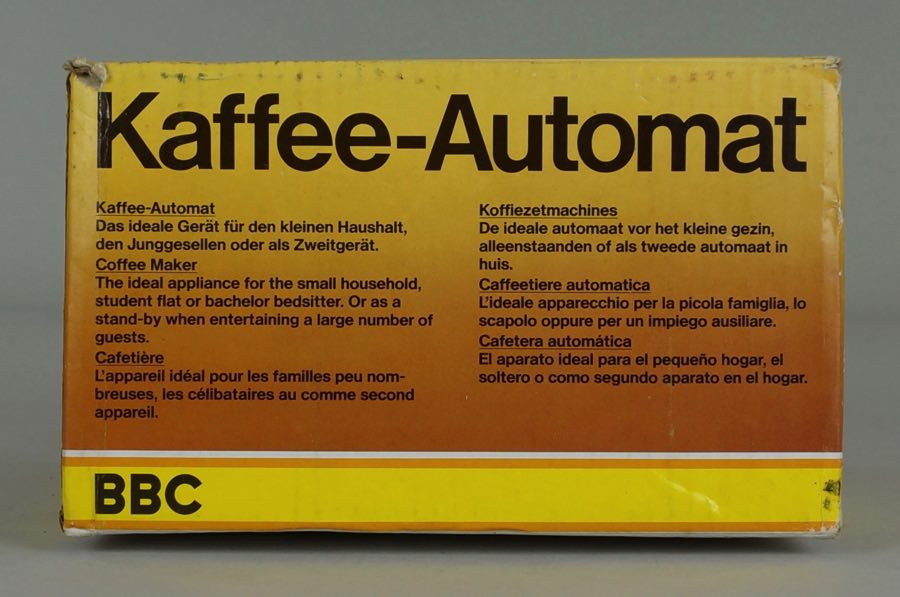 Kaffee-Automat
Kaffee-Automat
Das ideale Gerät für den kleinen Haushalt,
den Junggesellen oder als Zweitgerät.
Coffee Maker
The ideal appliance for the small household,
student flat or bachelor bedsitter. Or as a
stand-by when entertaining a large number of
guests.
Cafetière
L'appareil idéal pour les familles peu nom-
breuses, les célibataires au comme second
appareil.
Koffiezetmachines
De ideale automaat vor het kleine gezin,
alleenstaanden of als tweede automaat in
huis.
Caffeetiere automatica
L'ideale apparecchio per la picola famiglia, lo
scapolo oppure per un impiego ausiliare.
Cafetera automática
El aparato ideal para el pequeño hogar, el
soltero o como segundo aparato en el hogar.
BBC